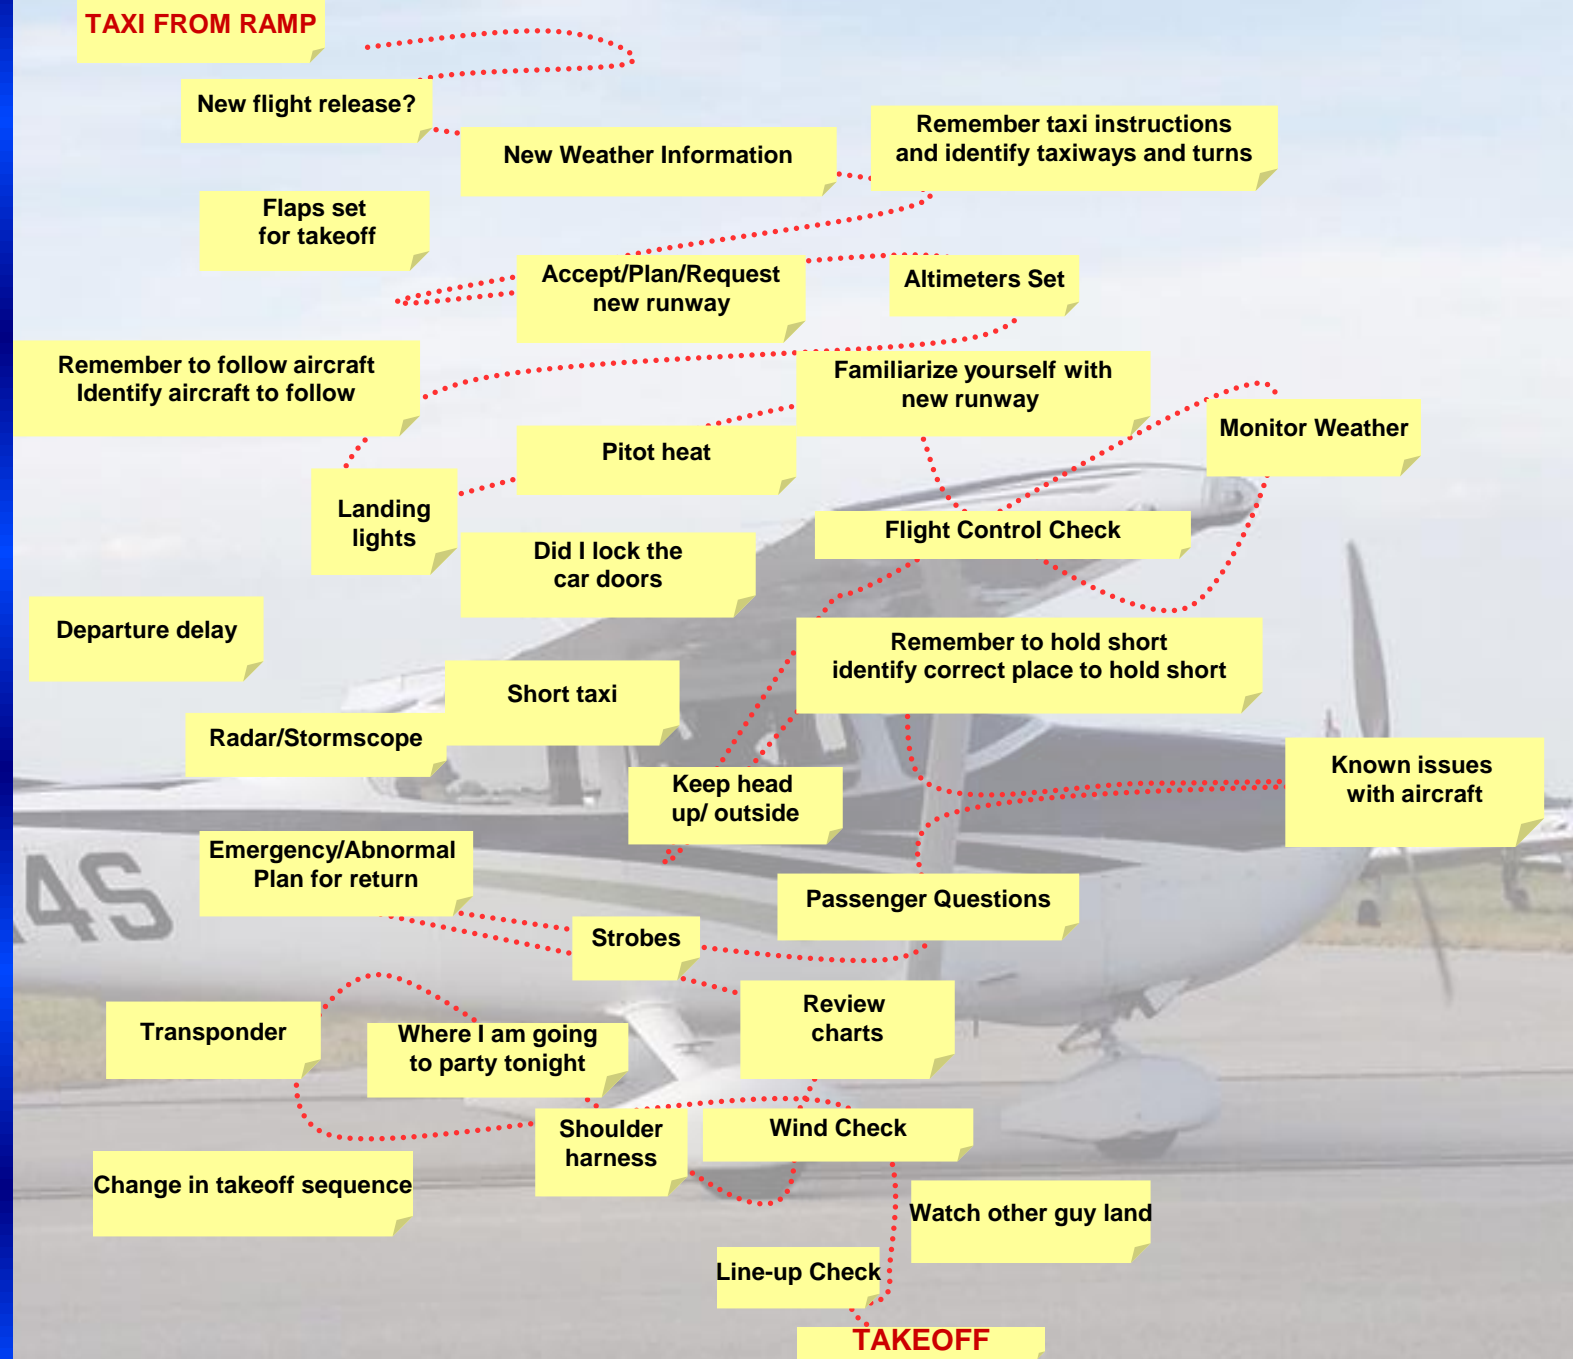 TAXI FROM RAMP
New flight release?
New Weather Information
Remember taxi instructions
and identify taxiways and turns
Flaps set
for takeoff
Accept/Plan/Request
new runway
Altimeters Set
Remember to follow aircraft
Identify aircraft to follow
Familiarize yourself with
new runway
Monitor Weather
Pitot heat
Landing
lights
Flight Control Check
Did I lock the
car doors
Departure delay
Remember to hold short
identify correct place to hold short
Short taxi
Radar/Stormscope
Known issues
with aircraft
Keep head
up/ outside
Emergency/Abnormal
Plan for return
Passenger Questions
4S
Strobes
Review
charts
Transponder
Where I am going
to party tonight
Shoulder
harness
Wind Check
Change in takeoff sequence
Watch other guy land
Line-up Check
TAKEOFF